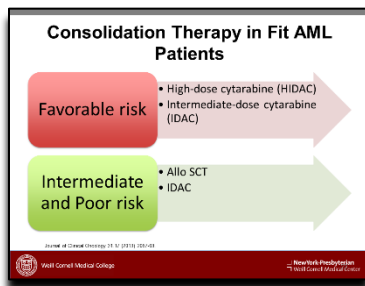 Consolidation Therapy in Fit AML
Patients
Favorable risk
• High-dose cytarabine (HIDAC)
• Intermediate-dose cytarabine
(IDAC)
Intermediate
and Poor risk
• Allo SCT
• IDAC
Journal of Clinical Oncology
Weill Cornell Medical College
NewYork-Presbyterian
Weill Cornell Medical Center